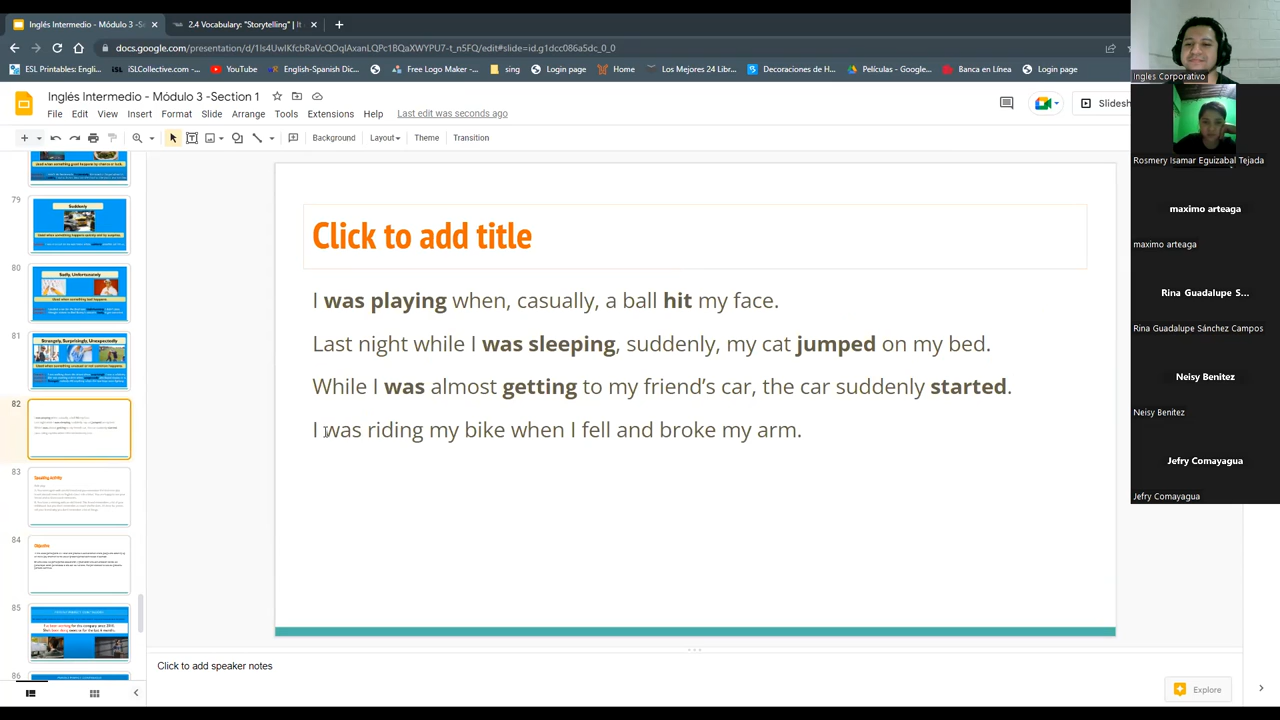 Inglés Intermedio - Módulo 3 -Se
2.4 Vocabulary: "Storytelling" | It
docs.google.com/presentation/d/1Is4UwIKfcbRaVcQOqlAxanLQPc1BQaXWYPU7-t_n5FQ/edit#slide=id.g1dcc086a5dc_0_0
ESL Printables: Engli...
iSLCollective.com -...
YouTube
English-Spanish Dic...
Free Logo Maker -...
sing
Login page
Home
Los Mejores 24 Libr...
Decoraciones de H...
Películas - Google...
Banca en Línea
Login page
Inglés Intermedio - Módulo 3 -Section 1
File Edit View Insert Format Slide Arrange Tools Extensions Help Last edit was seconds ago
Slidesh
Background Layout Theme Transition
79
Suddenly
80
Sadly, Unfortunately
81
Strangely, Surprisingly, Unexpectedly
82
83
Speaking activity
84
Objective
85
86
Click to add title
I was playing when, casually, a ball hit my face.
Last night while I was sleeping, suddenly, my cat jumped on my bed.
While I was almost getting to my friend's car, the car suddenly started.
I was riding my bike when I fell and broke my arm.
Click to add speaker notes
Explore
Ingles Corporativo
Rosmery Isamar Eguizabal Tejada
maximo arteaga
maximo arteaga
Rina Guadalupe S...
Rina Guadalupe Sánchez Campos
Neisy Benitez
Neisy Benitez
Jefry Comayagua
Jefry Comayagua